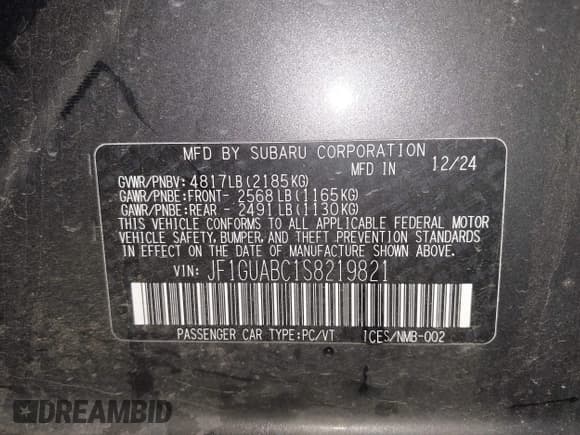 MFD BY SUBARU CORPORATION
MFD IN 12/24
GVWR/PNBV: 4817LB(2185KG)
GAWR/PNBE:FRONT- 2568LB(1165KG)
GAWR/PNBE:REAR - 2491LB(1130KG)
THIS VEHICLE CONFORMS TO ALL APPLICABLE FEDERAL MOTOR
VEHICLE SAFETY, BUMPER, AND THEFT PREVENTION STANDARDS
IN EFFECT ON THE DATE OF MANUFACTURE SHOWN ABOVE.
VIN: JF1GUABC1S8219821
PASSENGER CAR TYPE:PC/VT ICES/NMB-002
DREAMBID